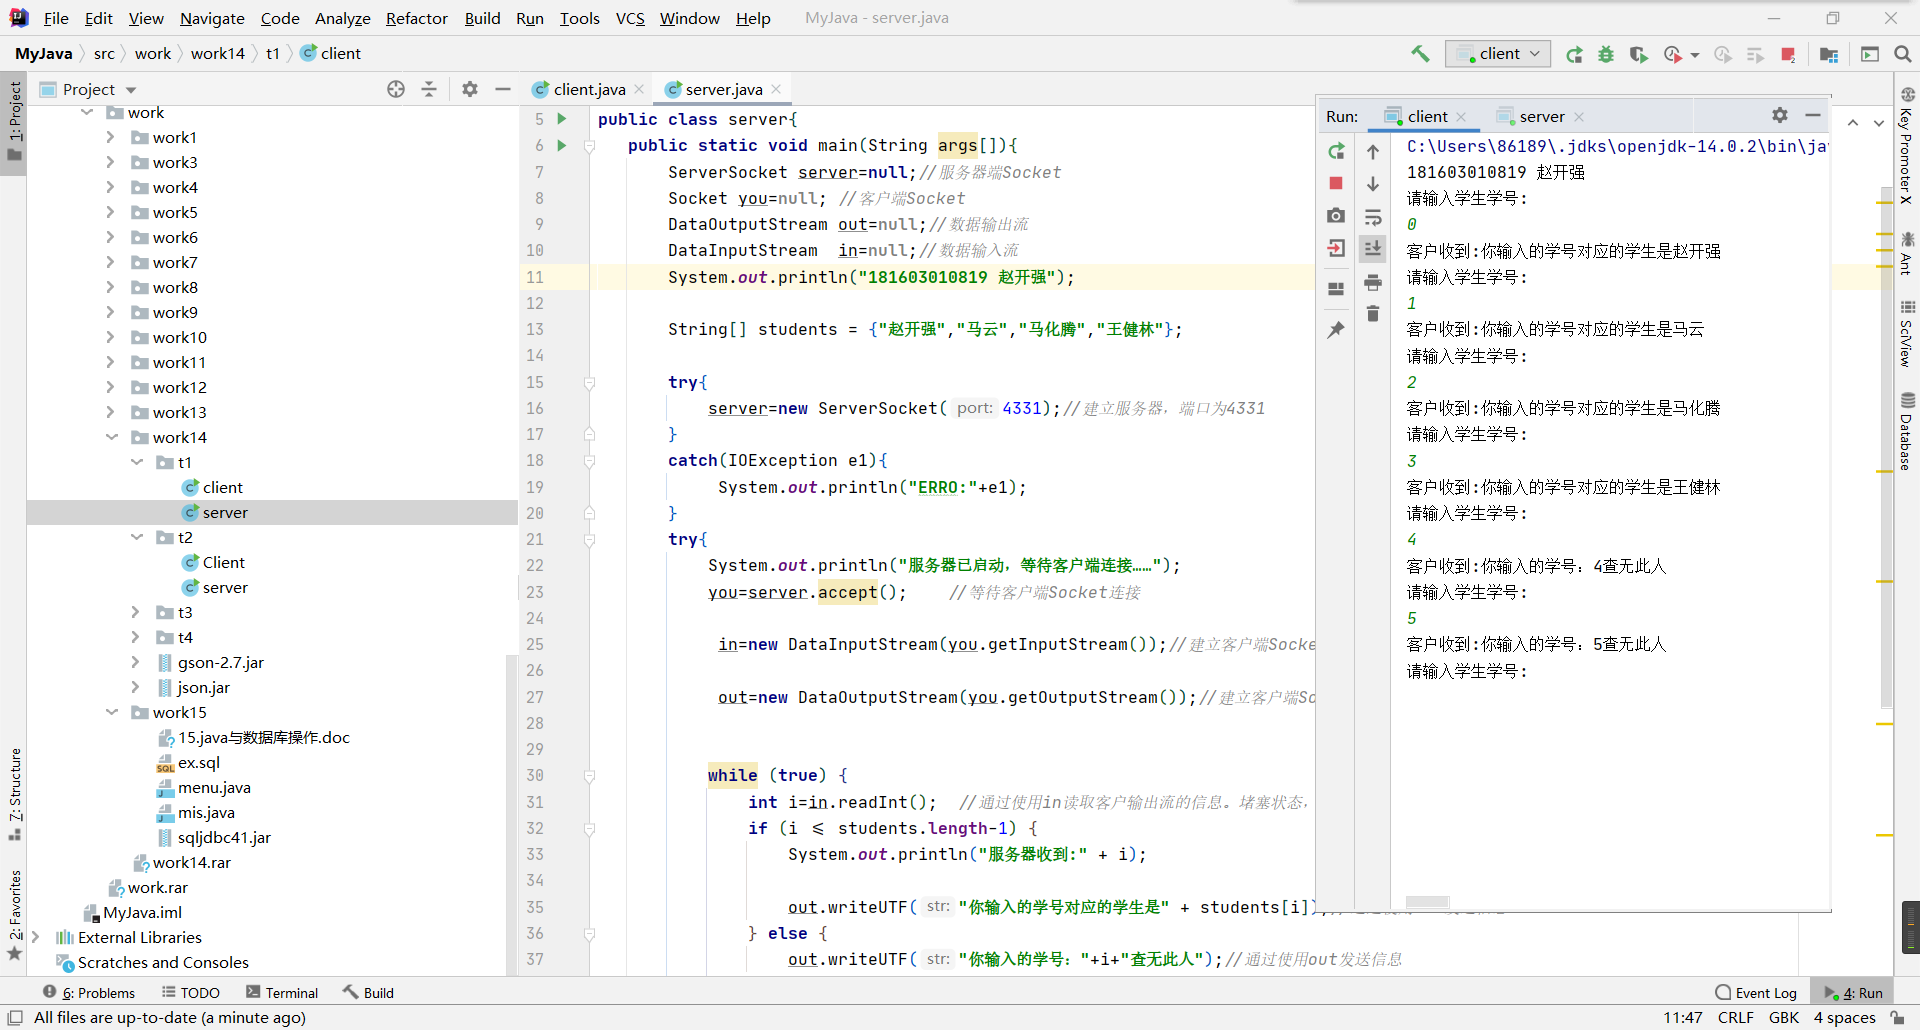 File Edit View Navigate Code Analyze Refactor Build Run Tools VCS Window Help MyJava - server.java
MyJava src work work14 t1 client
client
Project
client.java server.java
1: Project
7: Structure
2: Favorites
work
work1
work3
work4
work5
work6
work7
work8
work9
work10
work11
work12
work13
work14
t1
client
server
t2
Client
server
t3
t4
gson-2.7.jar
json.jar
work15
15.java与数据库操作.doc
ex.sql
menu.java
mis.java
sqljdbc41.jar
work14.rar
work.rar
MyJava.iml
External Libraries
Scratches and Consoles
5 public class server{
6 public static void main(String args[]){
7 ServerSocket server=null;//服务器端Socket
8 Socket you=null; //客户端Socket
9 DataOutputStream out=null;//数据输出流
10 DataInputStream in=null;//数据输入流
11 System.out.println("181603010819 赵开强");
12
13 String[] students = {"赵开强","马云","马化腾","王健林"};
14
15 try{
16 server=new ServerSocket( port: 4331);//建立服务器，端口为4331
17 }
18 catch(IOException e1){
19 System.out.println("ERRO:"+e1);
20 }
21 try{
22 System.out.println("服务器已启动，等待客户端连接……");
23 you=server.accept(); //等待客户端Socket连接
24
25 in=new DataInputStream(you.getInputStream());//建立客户端Socke
26
27 out=new DataOutputStream(you.getOutputStream());//建立客户端So
28
29
30 while (true) {
31 int i=in.readInt(); //通过使用in读取客户输出流的信息。堵塞状态，
32 if (i <= students.length-1) {
33 System.out.println("服务器收到:" + i);
34
35 out.writeUTF( str: "你输入的学号对应的学生是" + students[i]);
36 } else {
37 out.writeUTF( str: "你输入的学号: "+i+"查无此人");//通过使用out发送信息
Run: client server
C:\Users\86189\.jdks\openjdk-14.0.2\bin\jav
181603010819 赵开强
请输入学生学号:
0
客户收到:你输入的学号对应的学生是赵开强
请输入学生学号:
1
客户收到:你输入的学号对应的学生是马云
请输入学生学号:
2
客户收到:你输入的学号对应的学生是马化腾
请输入学生学号:
3
客户收到:你输入的学号对应的学生是王健林
请输入学生学号:
4
客户收到:你输入的学号: 4查无此人
请输入学生学号:
5
客户收到:你输入的学号: 5查无此人
请输入学生学号:
Key Promoter X
Ant
SciView
Database
6: Problems TODO Terminal Build Event Log 4: Run
All files are up-to-date (a minute ago) 11:47 CRLF GBK 4 spaces